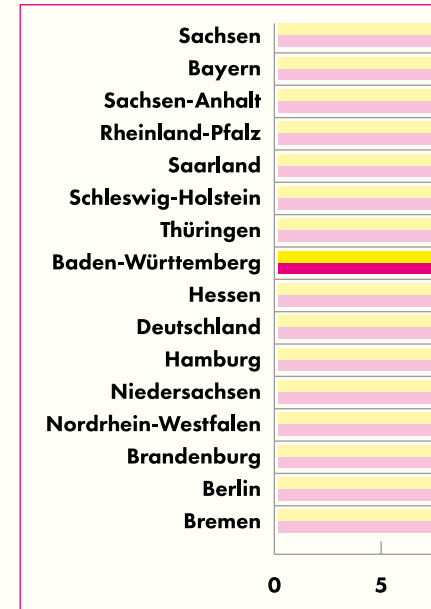 Sachsen
Bayern
Sachsen-Anhalt
Rheinland-Pfalz
Saarland
Schleswig-Holstein
Thüringen
Baden-Württemberg
Hessen
Deutschland
Hamburg
Niedersachsen
Nordrhein-Westfalen
Brandenburg
Berlin
Bremen
0 5